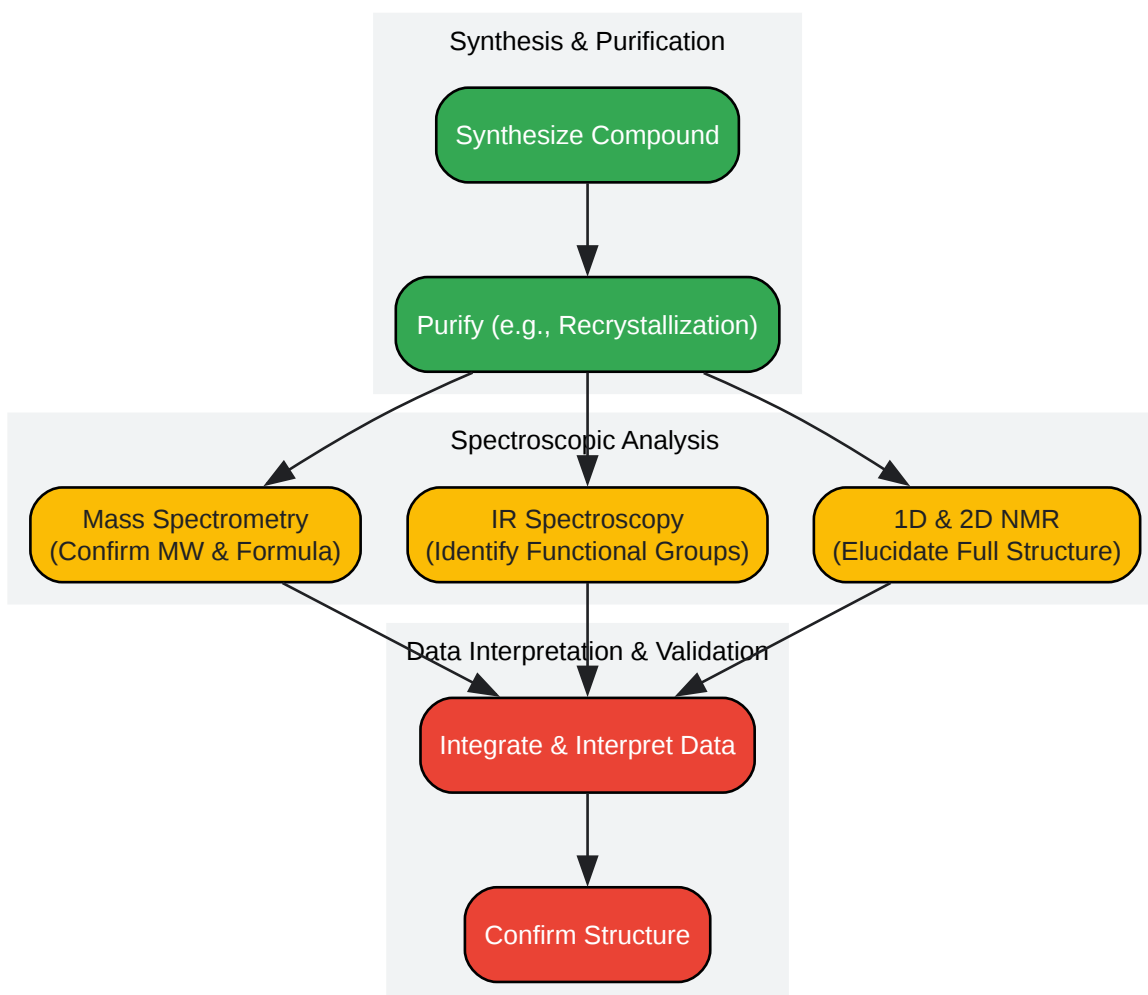 Synthesis & Purification
Synthesize Compound
Purify (e.g., Recrystallization)
Spectroscopic Analysis
Mass Spectrometry
(Confirm MW & Formula)
IR Spectroscopy
(Identify Functional Groups)
1D & 2D NMR
(Elucidate Full Structure)
Data Interpretation & Validation
Integrate & Interpret Data
Confirm Structure